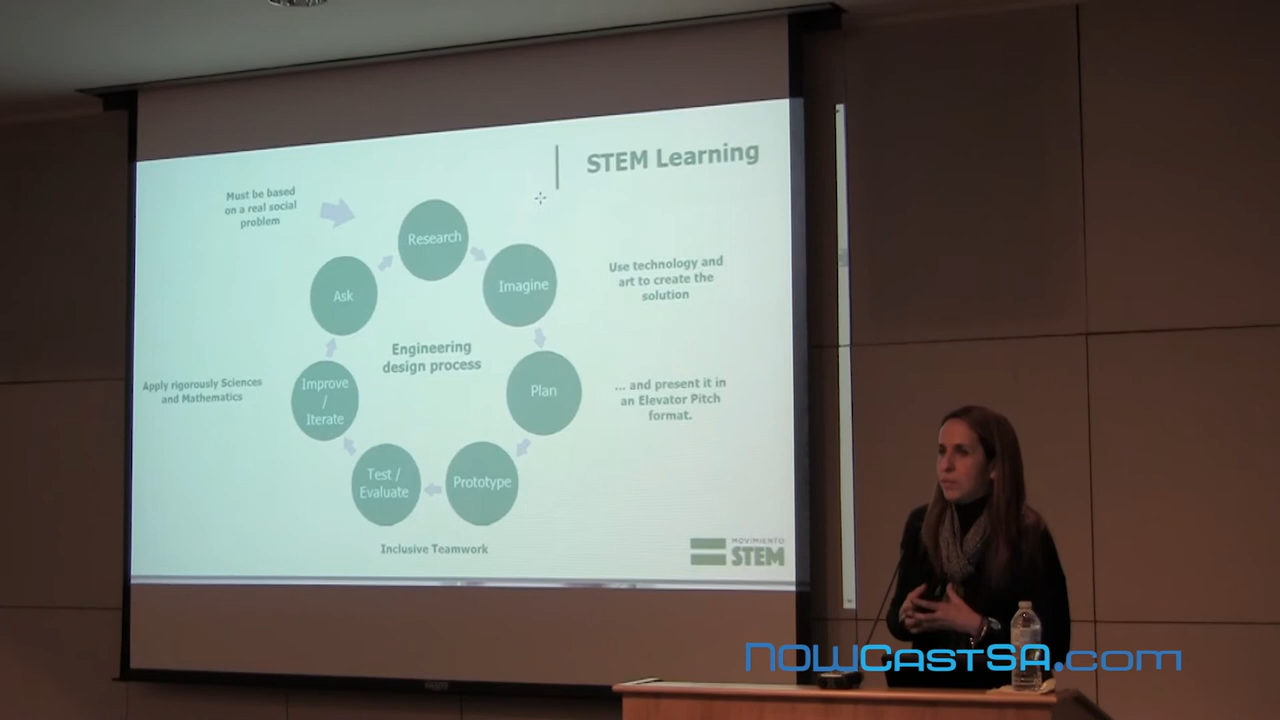 STEM Learning
Must be based
on a real social
problem
Research
Imagine
Ask
Use technology and
art to create the
solution
Engineering
design process
Plan
Apply rigorously Sciences
and Mathematics
Improve
/
Iterate
... and present it in
an Elevator Pitch
format.
Test /
Evaluate
Prototype
Inclusive Teamwork
MOVIMIENTO
STEM
NowcastSA.com